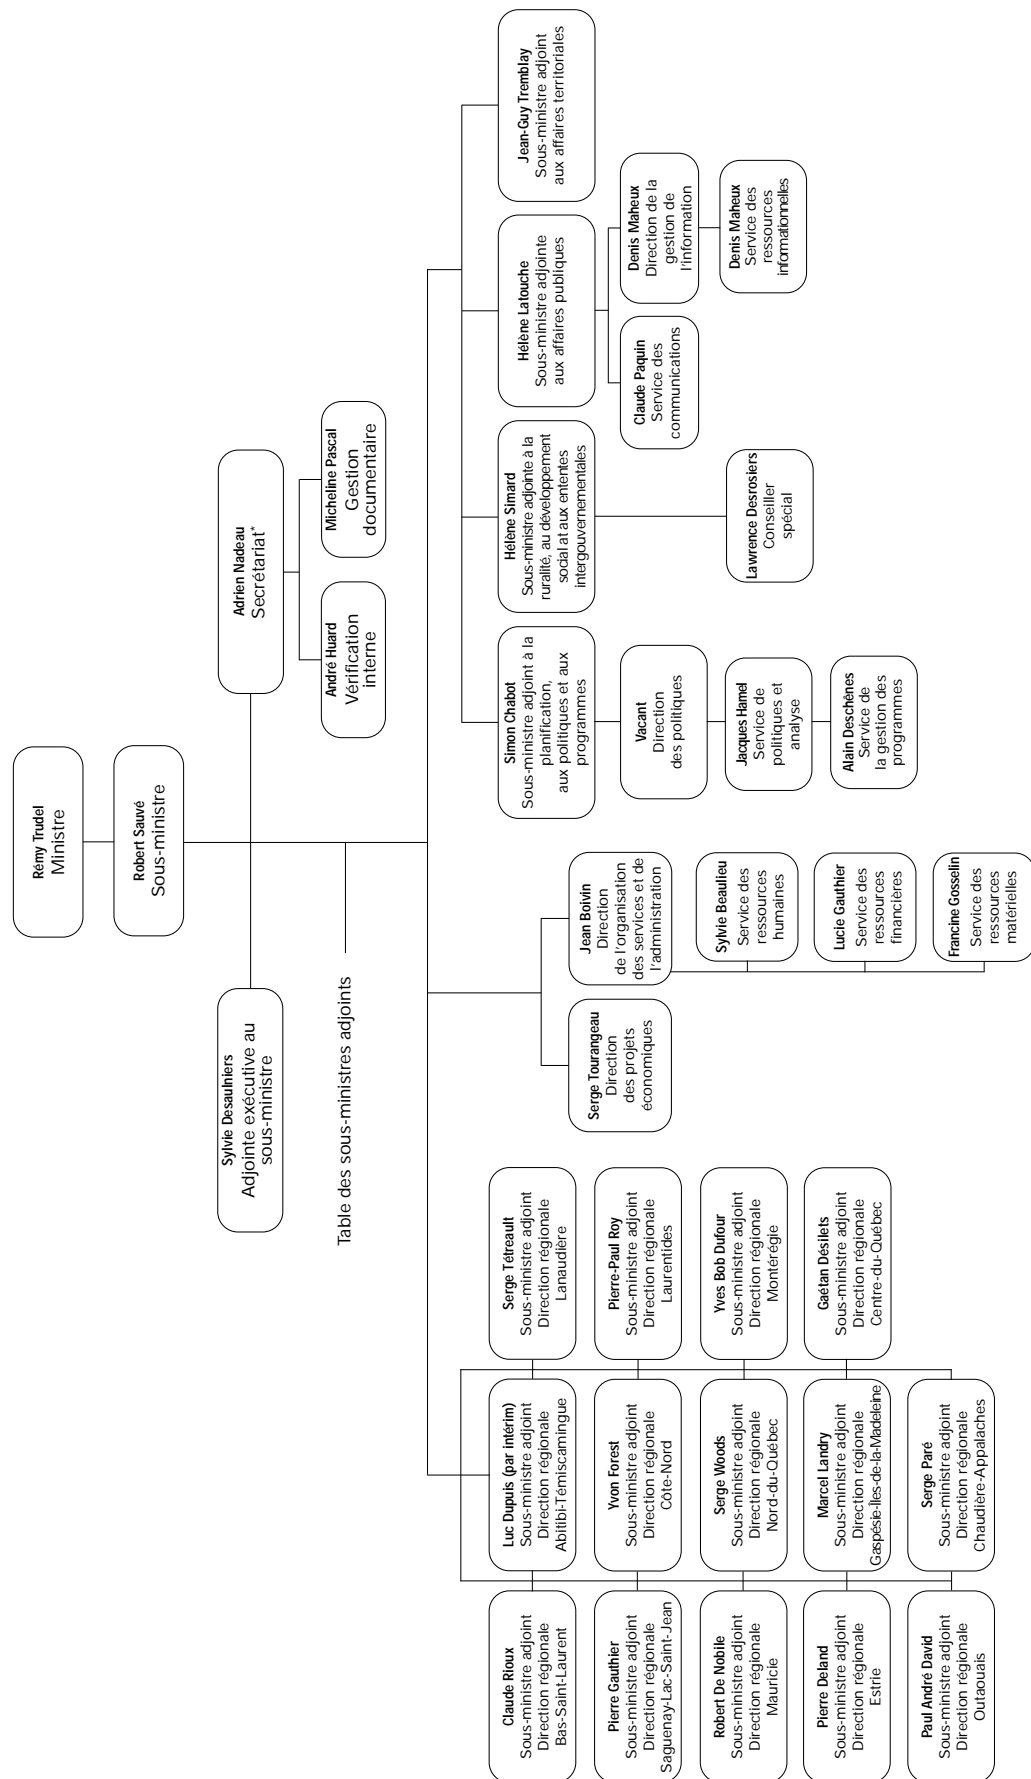 Rémy Trudel
Ministre
Robert Sauvé
Sous-ministre
Sylvie Desaulniers
Adjointe exécutive au
sous-ministre
Adrien Nadeau
Secrétariat*
André Huard
Vérification
interne
Micheline Pascal
Gestion
documentaire
Table des sous-ministres adjoints
Claude Rioux
Sous-ministre adjoint
Direction régionale
Bas-Saint-Laurent
Luc Dupuis (par intérim)
Sous-ministre adjoint
Direction régionale
Abitibi-Témiscamingue
Serge Tétreault
Sous-ministre adjoint
Direction régionale
Lanaudière
Pierre Gauthier
Sous-ministre adjoint
Direction régionale
Saguenay-Lac-Saint-Jean
Yvon Forest
Sous-ministre adjoint
Direction régionale
Côte-Nord
Pierre-Paul Roy
Sous-ministre adjoint
Direction régionale
Laurentides
Robert De Nobile
Sous-ministre adjoint
Direction régionale
Mauricie
Serge Woods
Sous-ministre adjoint
Direction régionale
Nord-du-Québec
Yves Bob Dufour
Sous-ministre adjoint
Direction régionale
Montérégie
Pierre Deland
Sous-ministre adjoint
Direction régionale
Estrie
Marcel Landry
Sous-ministre adjoint
Direction régionale
Gaspésie-Iles-de-la-Madeleine
Gaétan Désilets
Sous-ministre adjoint
Direction régionale
Centre-du-Québec
Paul André David
Sous-ministre adjoint
Direction régionale
Outaouais
Serge Paré
Sous-ministre adjoint
Direction régionale
Chaudière-Appalaches
Serge Tourangeau
Direction
des projets
économiques
Jean Boivin
Direction
de l'organisation
des services et de
l'administration
Sylvie Beaulieu
Service des
ressources
humaines
Lucie Gauthier
Service des
ressources
financières
Francine Gosselin
Service des
ressources
matérielles
Simon Chabot
Sous-ministre adjoint à la
planification,
aux politiques et aux
programmes
Vacant
Direction
des politiques
Jacques Hamel
Service de
politiques et
analyse
Alain Deschênes
Service de
la gestion des
programmes
Hélène Simard
Sous-ministre adjointe à la
ruralité, au développement
social at aux ententes
intergouvernementales
Lawrence Desrosiers
Conseiller
spécial
Hélène Latouche
Sous-ministre adjointe
aux affaires publiques
Claude Paquin
Service des
communications
Denis Maheux
Direction de la
gestion de
l'information
Denis Maheux
Service des
ressources
informationnelles
Jean-Guy Tremblay
Sous-ministre adjoint
aux affaires territoriales